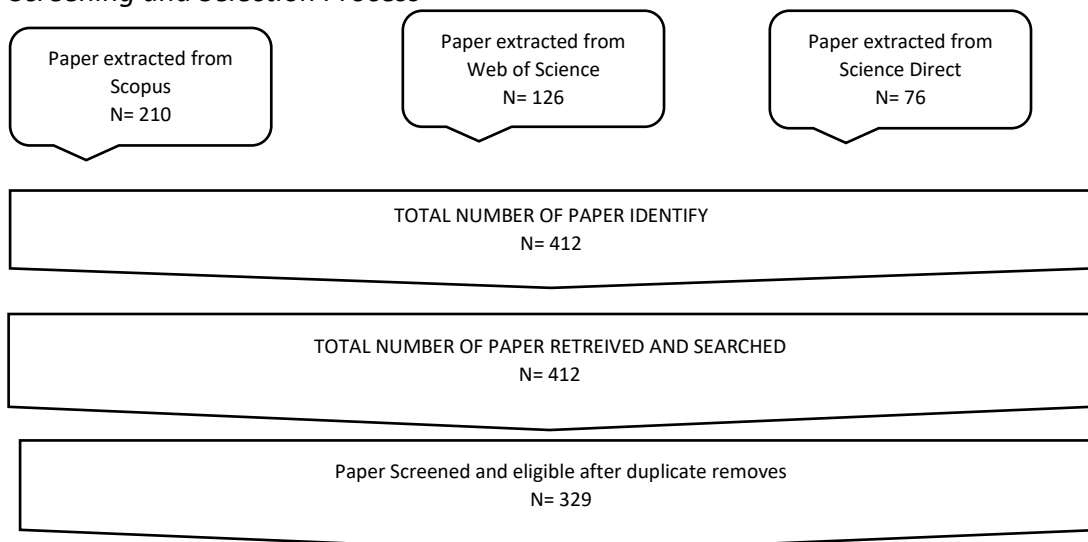 Screening and Selection Process
Paper extracted from
Scopus
N= 210
Paper extracted from
Web of Science
N= 126
Paper extracted from
Science Direct
N= 76
TOTAL NUMBER OF PAPER IDENTIFY
N= 412
TOTAL NUMBER OF PAPER RETREIVED AND SEARCHED
N= 412
Paper Screened and eligible after duplicate removes
N= 329